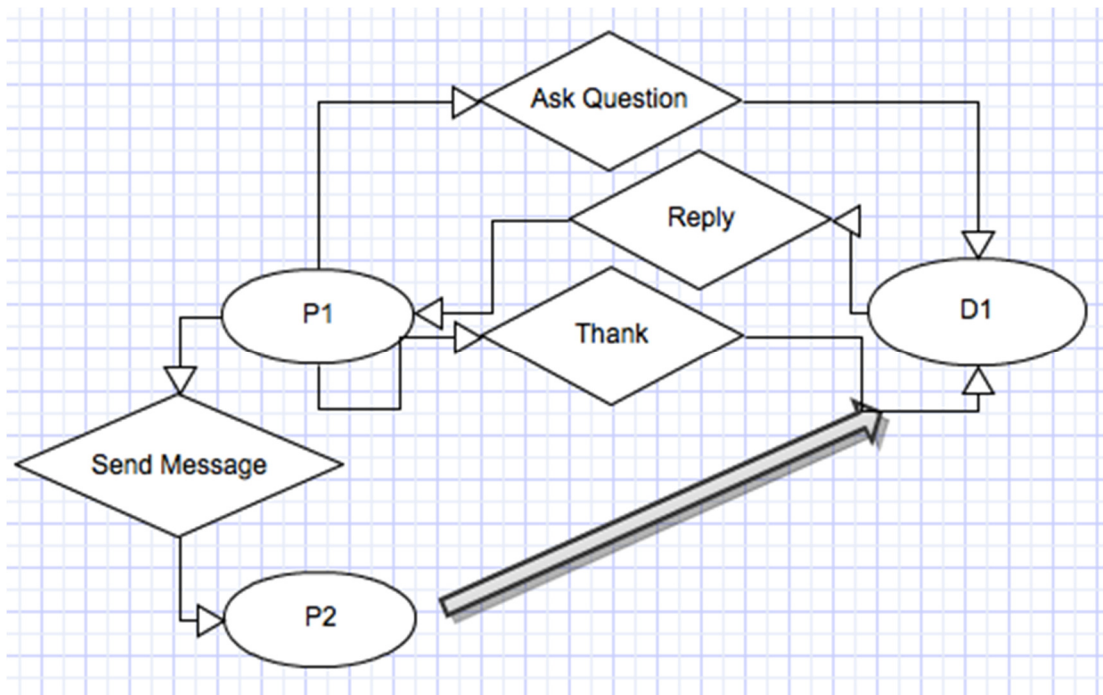 Ask Question
Reply
P1
D1
Thank
Send Message
P2